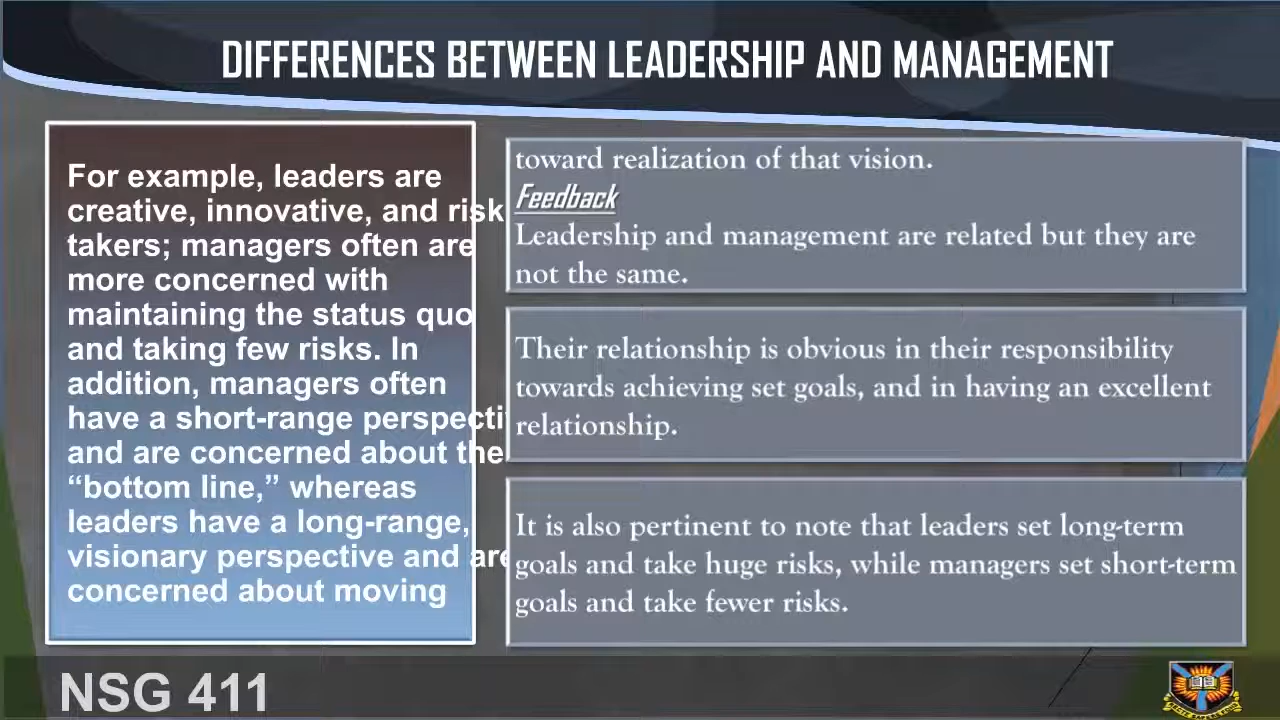 DIFFERENCES BETWEEN LEADERSHIP AND MANAGEMENT
For example, leaders are
creative, innovative, and risk
takers; managers often are
more concerned with
maintaining the status quo
and taking few risks. In
addition, managers often
have a short-range perspecti
and are concerned about the
“bottom line,” whereas
leaders have a long-range,
visionary perspective and are
concerned about moving
toward realization of that vision.
Feedback
Leadership and management are related but they are
not the same.
Their relationship is obvious in their responsibility
towards achieving set goals, and in having an excellent
relationship.
It is also pertinent to note that leaders set long-term
goals and take huge risks, while managers set short-term
goals and take fewer risks.
NSG 411